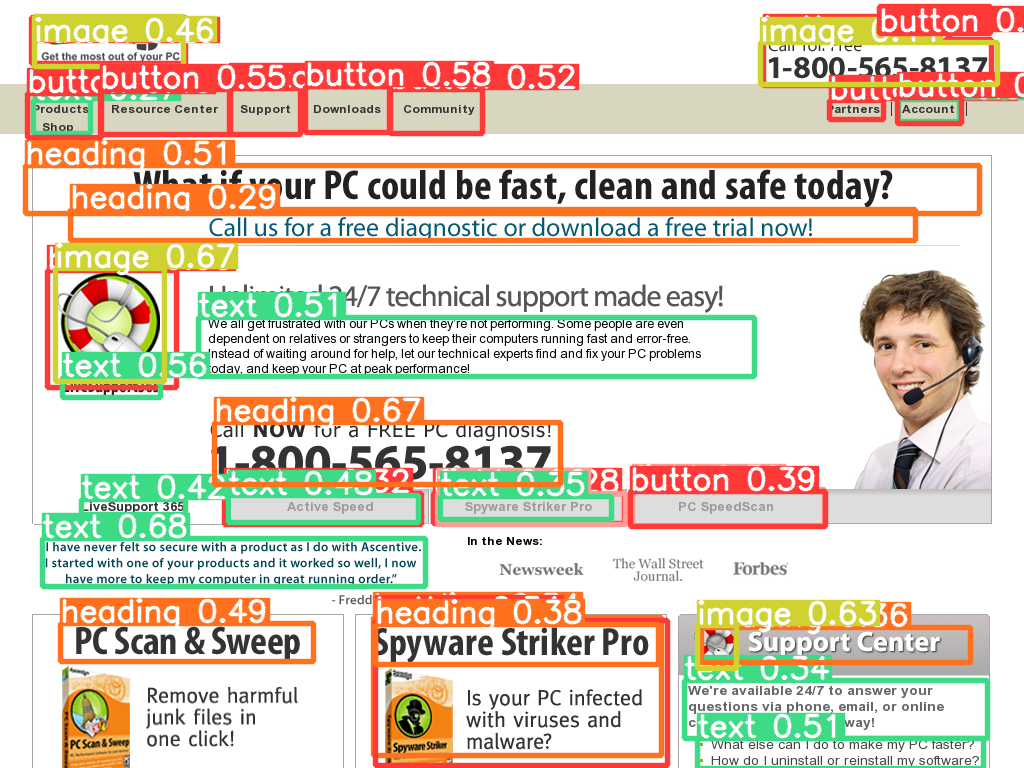 image 0.46
Get the most out of your PC
button 0.
Call for Free
1-800-565-8137
button 0.55
button 0.58
0.52
Products
Shop
Resource Center
Support
Downloads
Community
Partners |
Account |
heading 0.51
What if your PC could be fast, clean and safe today?
heading 0.29
Call us for a free diagnostic or download a free trial now!
image 0.67
Unlimited 24/7 technical support made easy!
text 0.51
We all get frustrated with our PCs when they're not performing. Some people are even
dependent on relatives or strangers to keep their computers running fast and error-free.
Instead of waiting around for help, let our technical experts find and fix your PC problems
today, and keep your PC at peak performance!
text 0.56
LiveSupport365
heading 0.67
Call NOW for a FREE PC diagnosis!
1-800-565-8137
text 0.42
text 0.48
text 0.35
button 0.39
LiveSupport 365
Active Speed
Spyware Striker Pro
PC SpeedScan
text 0.68
I have never felt so secure with a product as I do with Ascentive.
I started with one of your products and it worked so well, I now
have more to keep my computer in great running order.”
In the News:
Newsweek
The Wall Street
Journal.
Forbes
heading 0.49
PC Scan & Sweep
PC Scan & Sweep
Remove harmful
junk files in
one click!
heading 0.38
Spyware Striker Pro
Spyware Striker
Is your PC infected
with viruses and
malware?
image 0.63
Support Center
text 0.34
We're available 24/7 to answer your
questions via phone, email, or online
way!
text 0.51
What else can I do to make my PC faster?
How do I uninstall or reinstall my software?